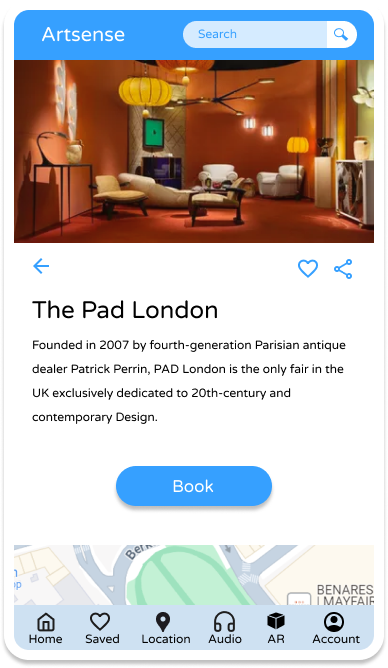 Artsense
Search
The Pad London
Founded in 2007 by fourth-generation Parisian antique
dealer Patrick Perrin, PAD London is the only fair in the
UK exclusively dedicated to 20th-century and
contemporary Design.
Book
Berk
BENARES
MAYFAIR
Home Saved Location Audio AR Account